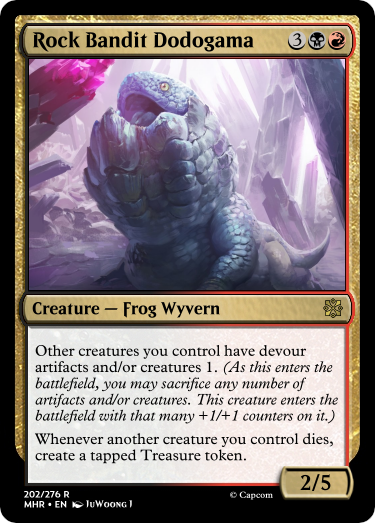 Rock Bandit Dodogama 3
Creature — Frog Wyvern
Other creatures you control have devour
artifacts and/or creatures 1. (As this enters the
battlefield, you may sacrifice any number of
artifacts and/or creatures. This creature enters the
battlefield with that many +1/+1 counters on it.)
Whenever another creature you control dies,
create a tapped Treasure token.
2/5
202/276 R
MHR • EN JuWoong J © Capcom